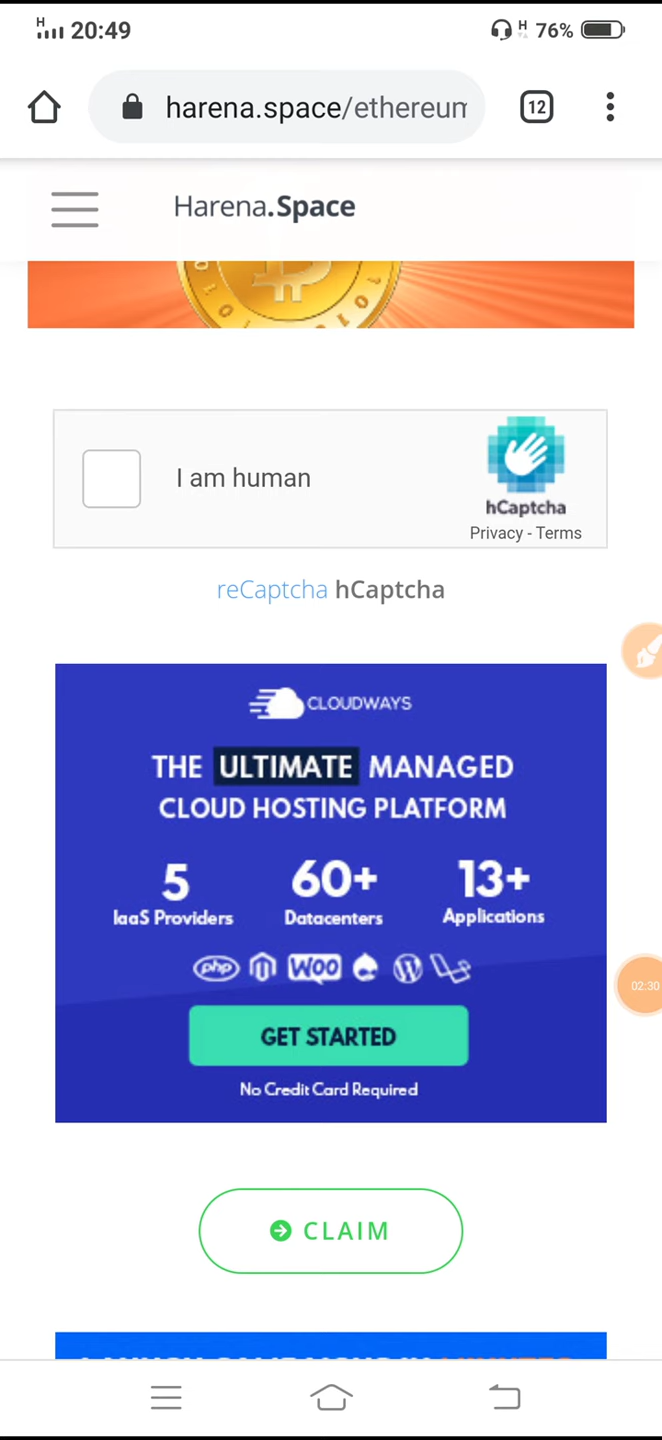 H 20:49 H 76%
harena.space/ethereum 12
Harena.Space
I am human
hCaptcha
Privacy - Terms
reCaptcha hCaptcha
CLOUDWAYS
THE ULTIMATE MANAGED
CLOUD HOSTING PLATFORM
5 60+ 13+
IaaS Providers Datacenters Applications
php WOO
GET STARTED
No Credit Card Required
02:30
CLAIM